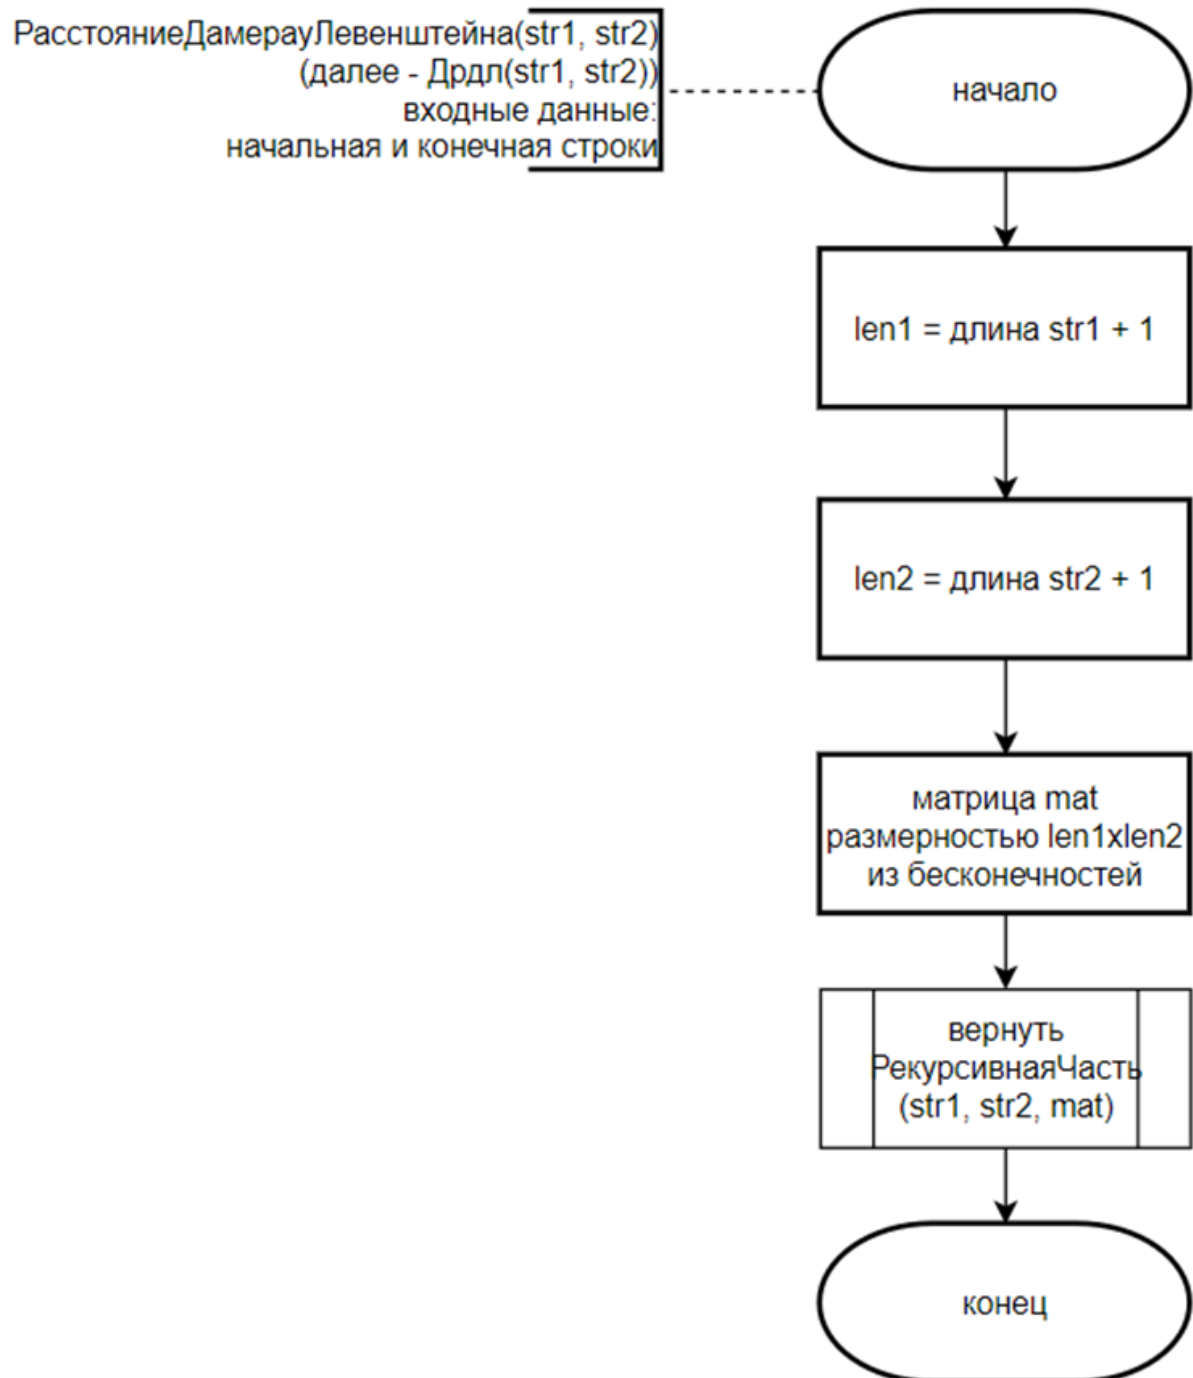 РасстояниеДамерауЛевенштейна(str1, str2)
(далее - Дрдл(str1, str2))
входные данные:
начальная и конечная строки
начало
len1 = длина str1 + 1
len2 = длина str2 + 1
матрица mat
размерностью len1xlen2
из бесконечностей
вернуть
РекурсивнаяЧасть
(str1, str2, mat)
конец